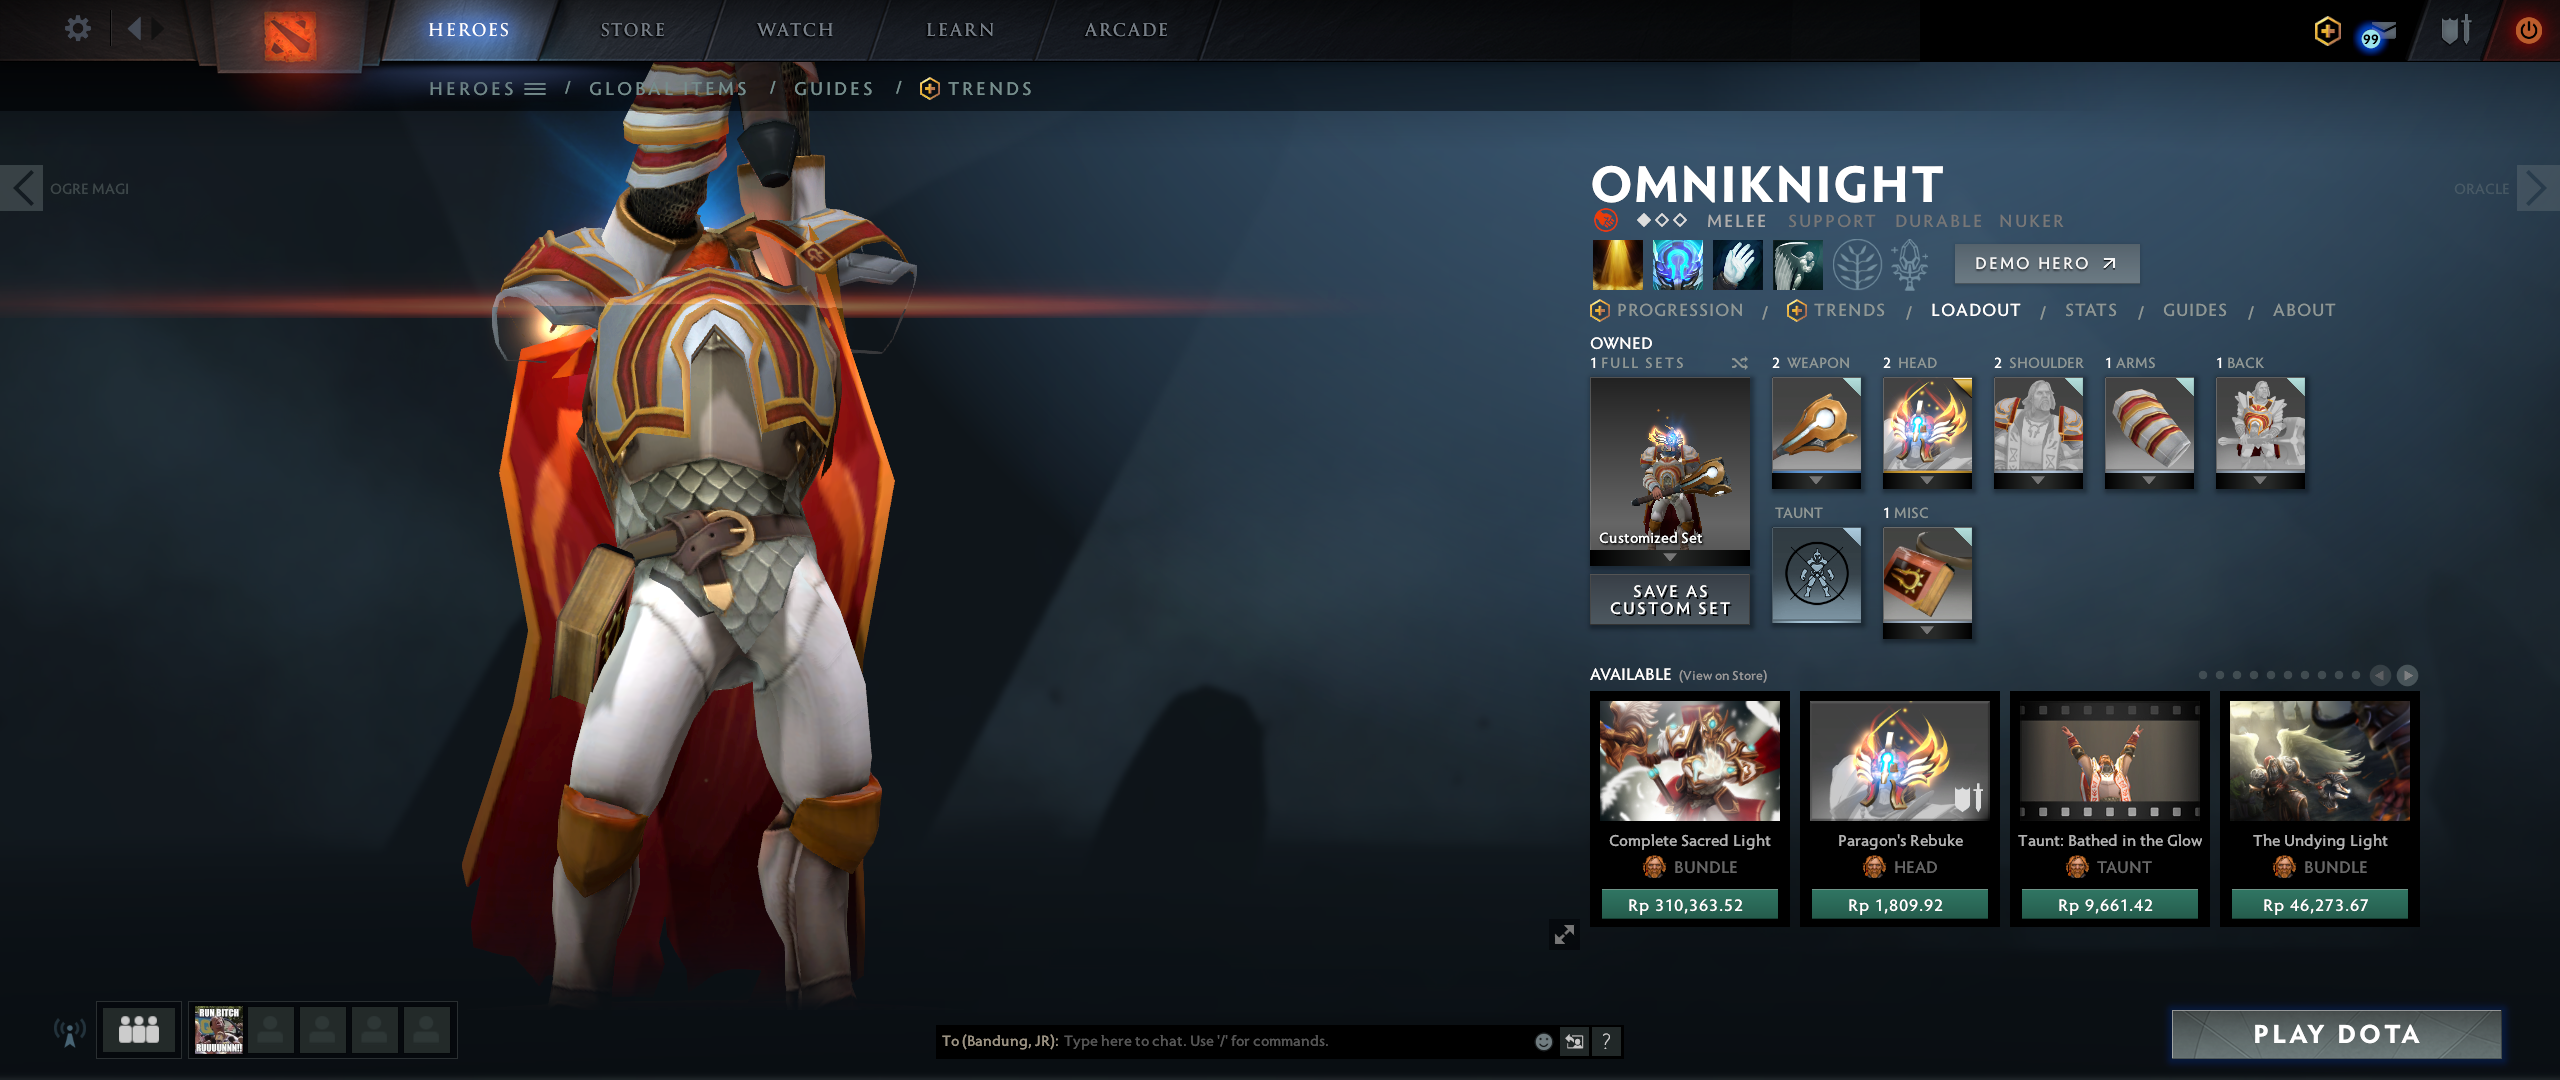 HEROES
STORE
WATCH
LEARN
ARCADE
99
HEROES / GLOBAL ITEMS / GUIDES / TRENDS
OGRE MAGI
ORACLE
OMNIKNIGHT
MELEE SUPPORT DURABLE NUKER
DEMO HERO
PROGRESSION / TRENDS / LOADOUT / STATS / GUIDES / ABOUT
OWNED
1 FULL SETS
2 WEAPON
2 HEAD
2 SHOULDER
1 ARMS
1 BACK
Customized Set
TAUNT
1 MISC
SAVE AS
CUSTOM SET
AVAILABLE (View on Store)
Complete Sacred Light
BUNDLE
Rp 310,363.52
Paragon's Rebuke
HEAD
Rp 1,809.92
Taunt: Bathed in the Glow
TAUNT
Rp 9,661.42
The Undying Light
BUNDLE
Rp 46,273.67
RUN BITCH
RUUUUNNN!!
To (Bandung, JR): Type here to chat. Use '/' for commands.
?
PLAY DOTA